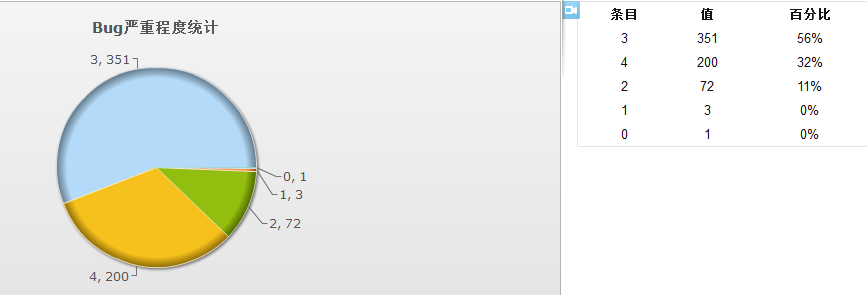 Bug严重程度统计
3, 351
0, 1
1, 3
2, 72
4, 200
条目 值 百分比
3 351 56%
4 200 32%
2 72 11%
1 3 0%
0 1 0%